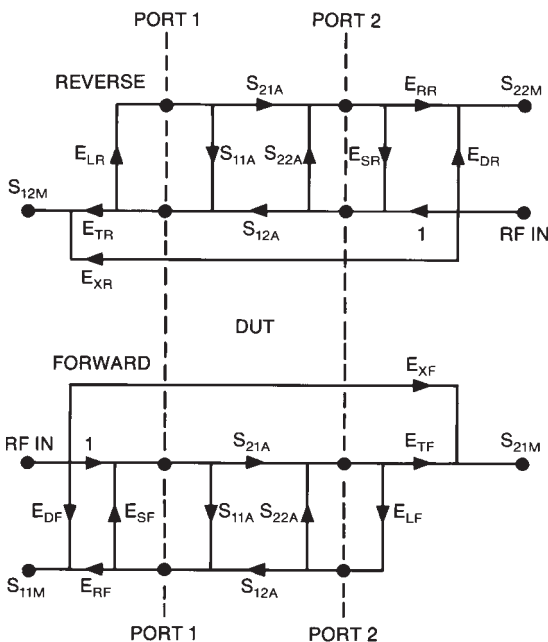 PORT 1 PORT 2
REVERSE S21A ERR S22M
ELR S11A S22A ESR EDR
S12M
ETR S12A 1 RF IN
EXR
DUT
FORWARD EXF
RF IN 1 S21A ETF S21M
EDF ESF S11A S22A ELF
S11M ERF S12A
PORT 1 PORT 2